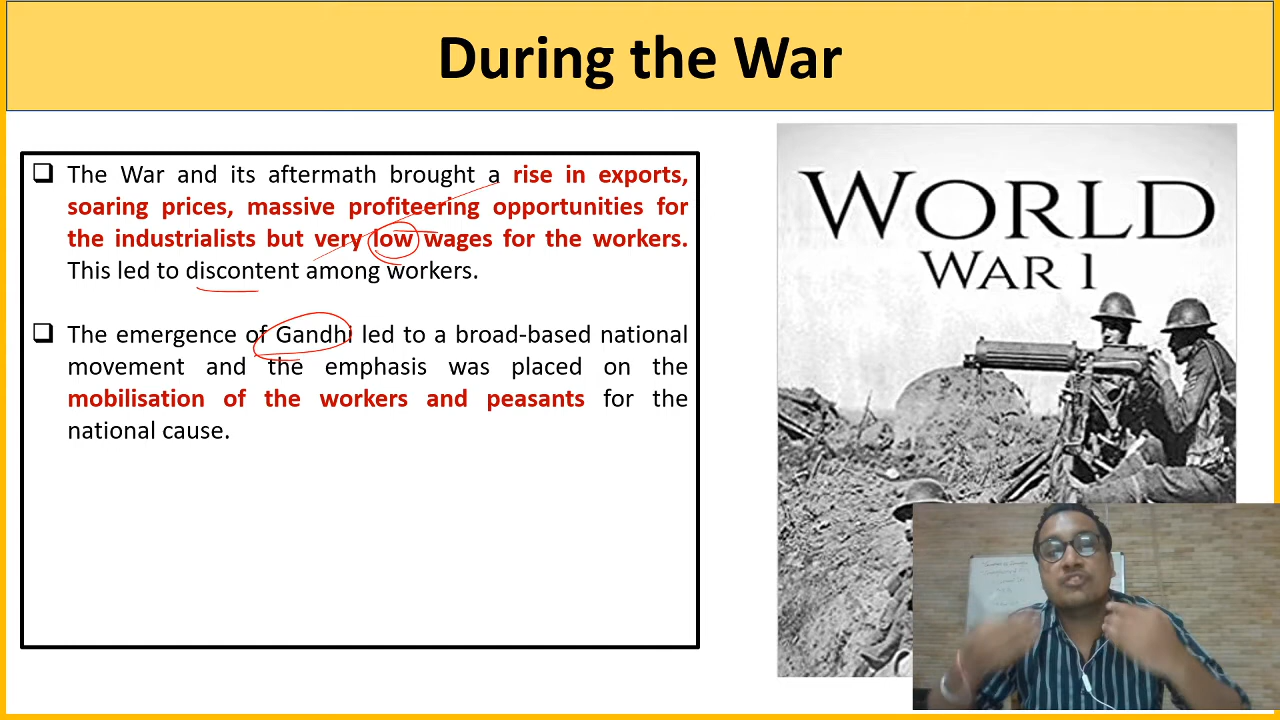 During the War
The War and its aftermath brought a rise in exports,
soaring prices, massive profiteering opportunities for
the industrialists but very low wages for the workers.
This led to discontent among workers.
The emergence of Gandhi led to a broad-based national
movement and the emphasis was placed on the
mobilisation of the workers and peasants for the
national cause.
WORLD
WAR I